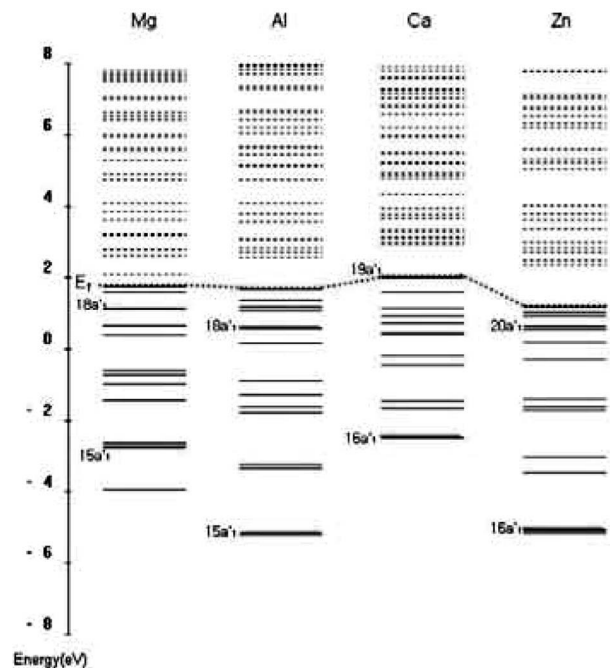 Mg Al Ca Zn
8
6
4
19a'₁
2
E_f
18a'₁
18a'₁
20a'₁
0
- 2
16a'₁
15a'₁
- 4
15a'₁
16a'₁
- 6
- 8
Energy(eV)